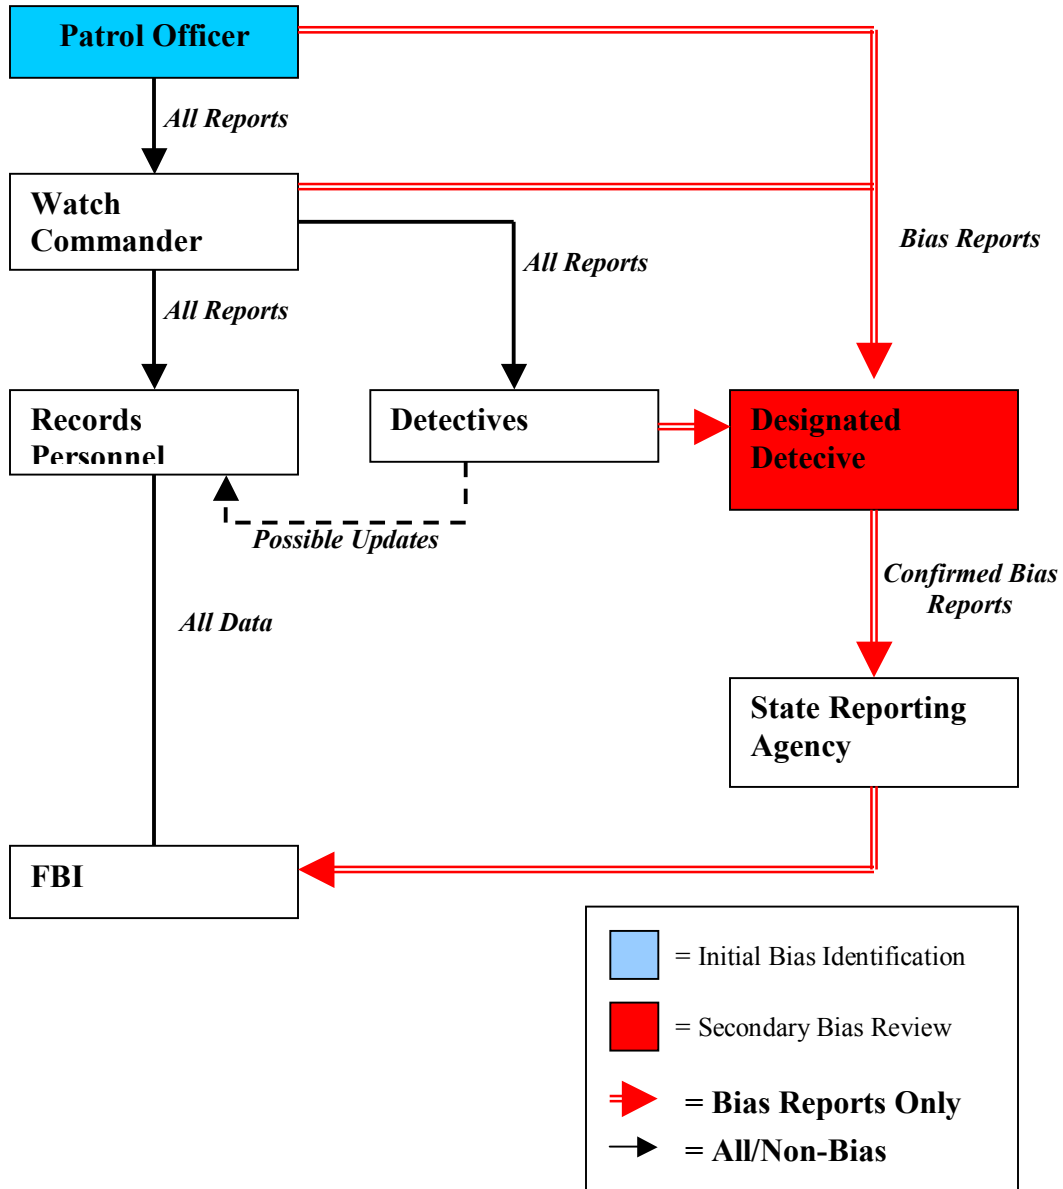 Patrol Officer
All Reports
Watch
Commander
All Reports
Bias Reports
All Reports
Records
Personnel
Detectives
Designated
Detecive
Possible Updates
Confirmed Bias
Reports
All Data
State Reporting
Agency
FBI
= Initial Bias Identification
= Secondary Bias Review
= Bias Reports Only
= All/Non-Bias